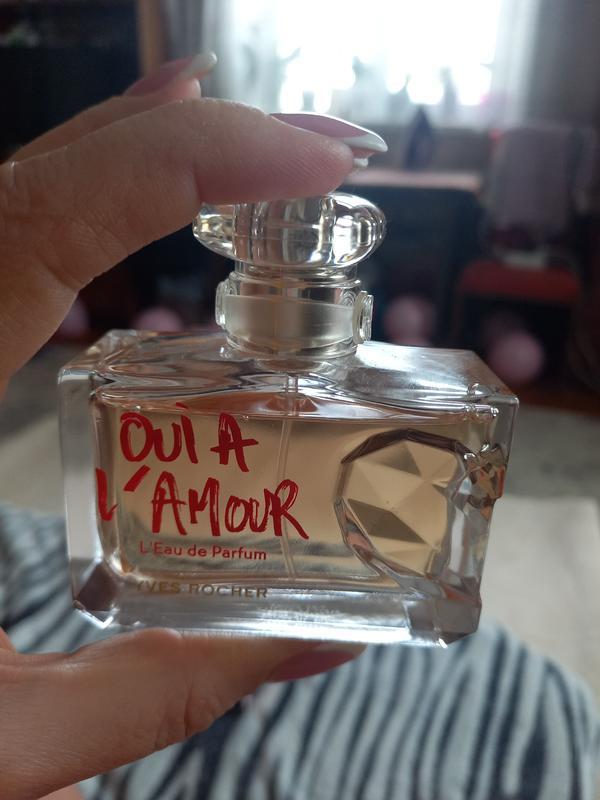 OUI À
L'AMOUR
L'Eau de Parfum
YVES ROCHER